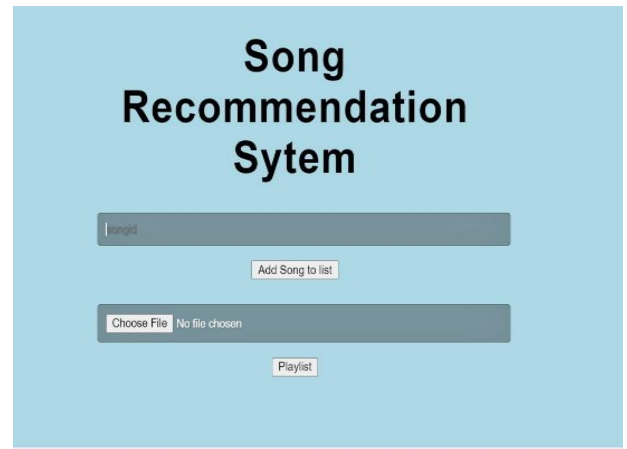 Song
Recommendation
Sytem
songid
Add Song to list
Choose File No file chosen
Playlist